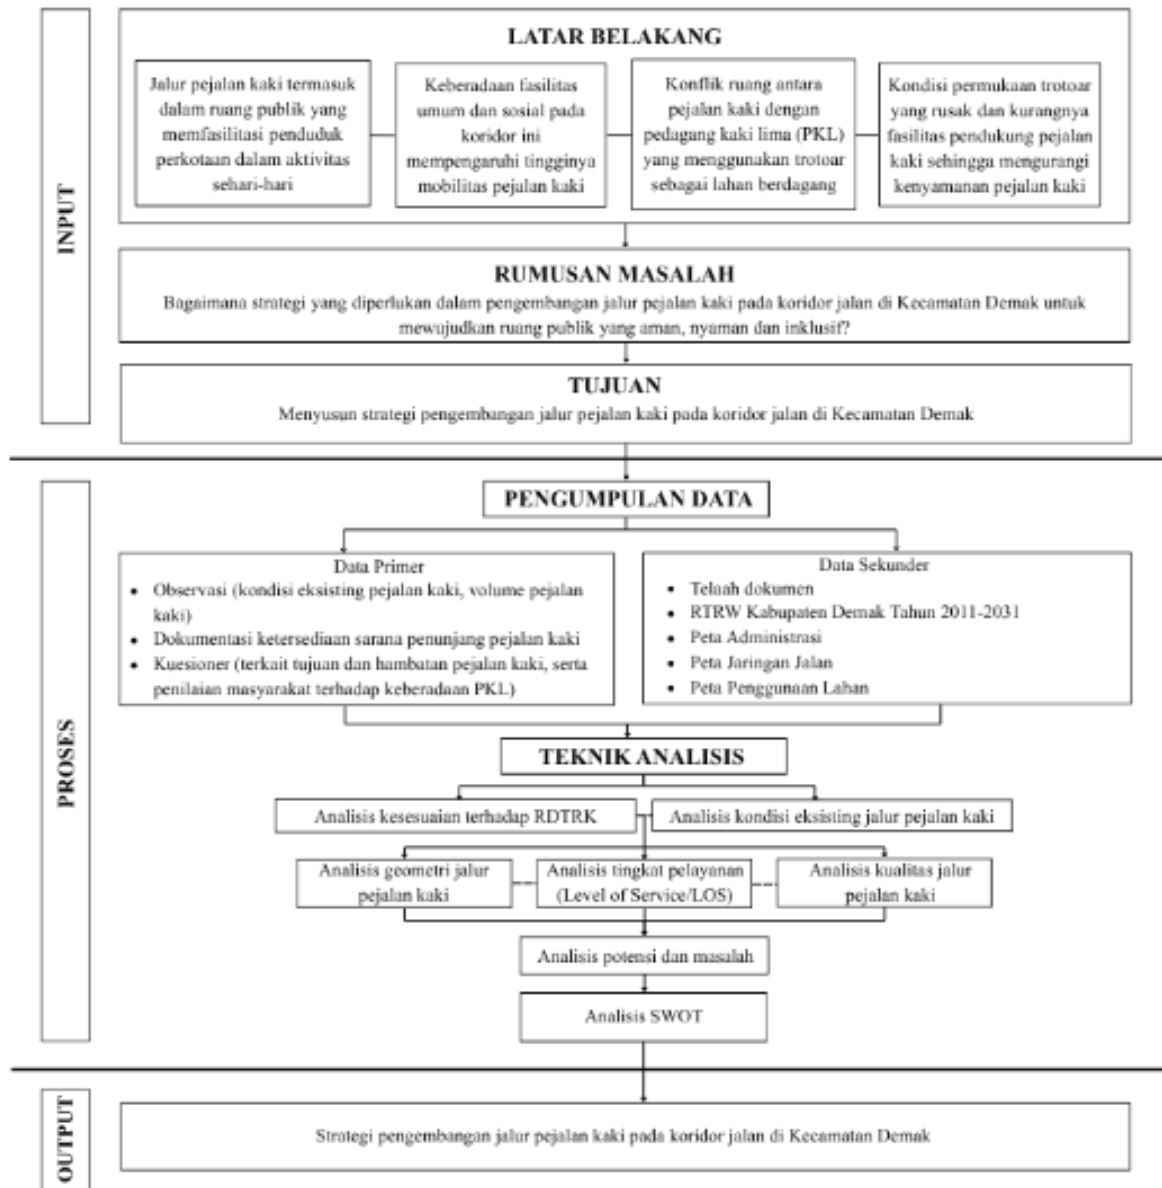 INPUT
LATAR BELAKANG
Jalur pejalan kaki termasuk
dalam ruang publik yang
memfasilitasi penduduk
perkotaan dalam aktivitas
sehari-hari
Keberadaan fasilitas
umum dan sosial pada
koridor ini
mempengaruhi tingginya
mobilitas pejalan kaki
Konflik ruang antara
pejalan kaki dengan
pedagang kaki lima (PKL)
yang menggunakan trotoar
sebagai lahan berdagang
Kondisi permukaan trotoar
yang rusak dan kurangnya
fasilitas pendukung pejalan
kaki sehingga mengurangi
kenyamanan pejalan kaki
RUMUSAN MASALAH
Bagaimana strategi yang diperlukan dalam pengembangan jalur pejalan kaki pada koridor jalan di Kecamatan Demak untuk
mewujudkan ruang publik yang aman, nyaman dan inklusif?
TUJUAN
Menyusun strategi pengembangan jalur pejalan kaki pada koridor jalan di Kecamatan Demak
PROSES
PENGUMPULAN DATA
Data Primer
• Observasi (kondisi eksisting pejalan kaki, volume pejalan
kaki)
• Dokumentasi ketersediaan sarana penunjang pejalan kaki
• Kuesioner (terkait tujuan dan hambatan pejalan kaki, serta
penilaian masyarakat terhadap keberadaan PKL)
Data Sekunder
• Telaah dokumen
• RTRW Kabupaten Demak Tahun 2011-2031
• Peta Administrasi
• Peta Jaringan Jalan
• Peta Penggunaan Lahan
TEKNIK ANALISIS
Analisis kesesuaian terhadap RDTRK
Analisis kondisi eksisting jalur pejalan kaki
Analisis geometri jalur
pejalan kaki
Analisis tingkat pelayanan
(Level of Service/LOS)
Analisis kualitas jalur
pejalan kaki
Analisis potensi dan masalah
Analisis SWOT
OUTPUT
Strategi pengembangan jalur pejalan kaki pada koridor jalan di Kecamatan Demak